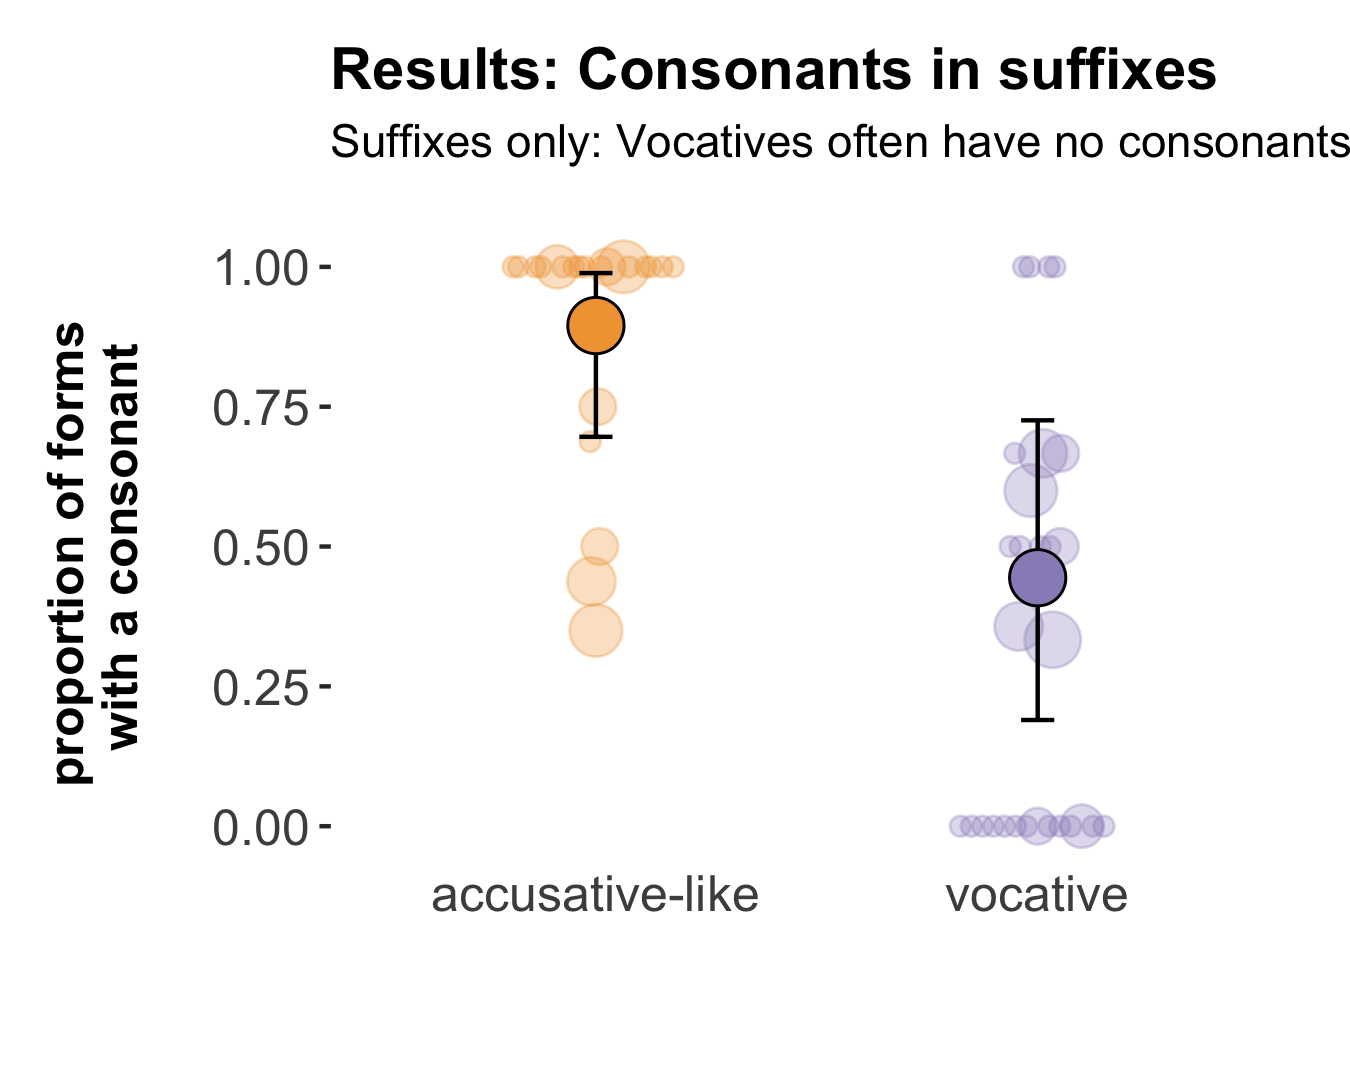 Results: Consonants in suffixes
Suffixes only: Vocatives often have no consonants
proportion of forms
with a consonant
1.00
0.75
0.50
0.25
0.00
accusative-like
vocative